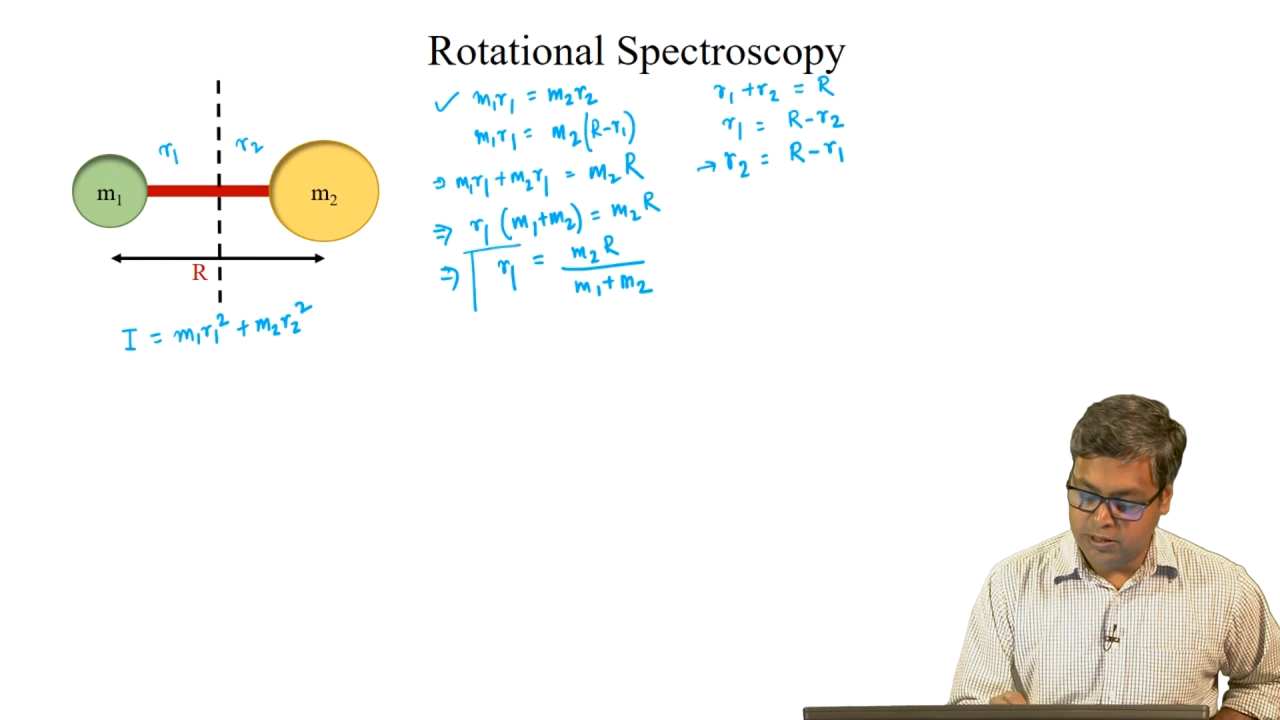 Rotational Spectroscopy
✓ m₁r₁ = m₂r₂
m₁r₁ = m₂(R-r₁)
⇒ m₁r₁ + m₂r₁ = m₂R
⇒ r₁ (m₁+m₂) = m₂R
⇒ r₁ = m₂R / m₁+m₂
r₁ + r₂ = R
r₁ = R-r₂
→ r₂ = R-r₁
r₁ r₂
m₁ m₂
R
I = m₁r₁² + m₂r₂²